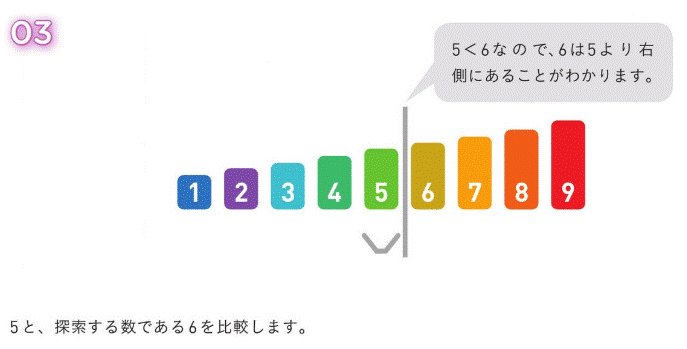 03
5<6なので、6は5より右
側にあることがわかります。
1 2 3 4 5 6 7 8 9
5と、探索する数である6を比較します。